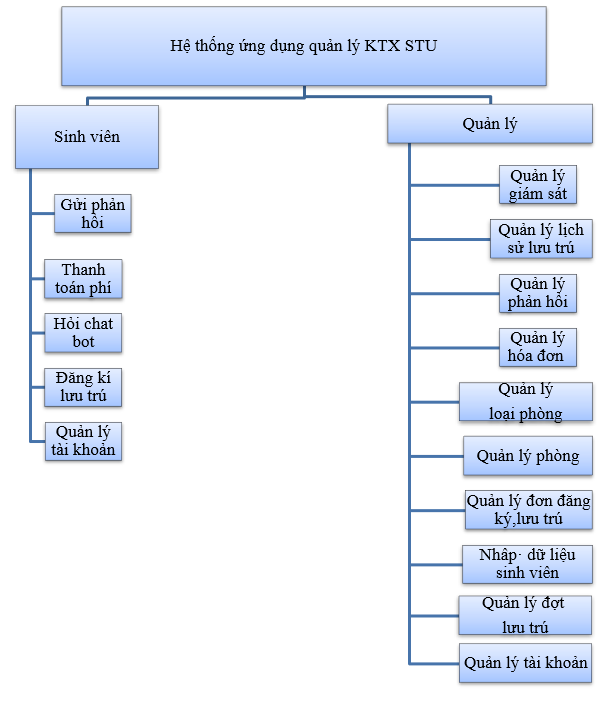 Hệ thống ứng dụng quản lý KTX STU
Sinh viên
Gửi phản
hồi
Thanh
toán phí
Hỏi chat
bot
Đăng kí
lưu trú
Quản lý
tài khoản
Quản lý
Quản lý
giám sát
Quản lý lịch
sử lưu trú
Quản lý
phản hồi
Quản lý
hóa đơn
Quản lý
loại phòng
Quản lý phòng
Quản lý đơn đăng
ký,lưu trú
Nhâp· dữ liệu
sinh viên
Quản lý đợt
lưu trú
Quản lý tài khoản